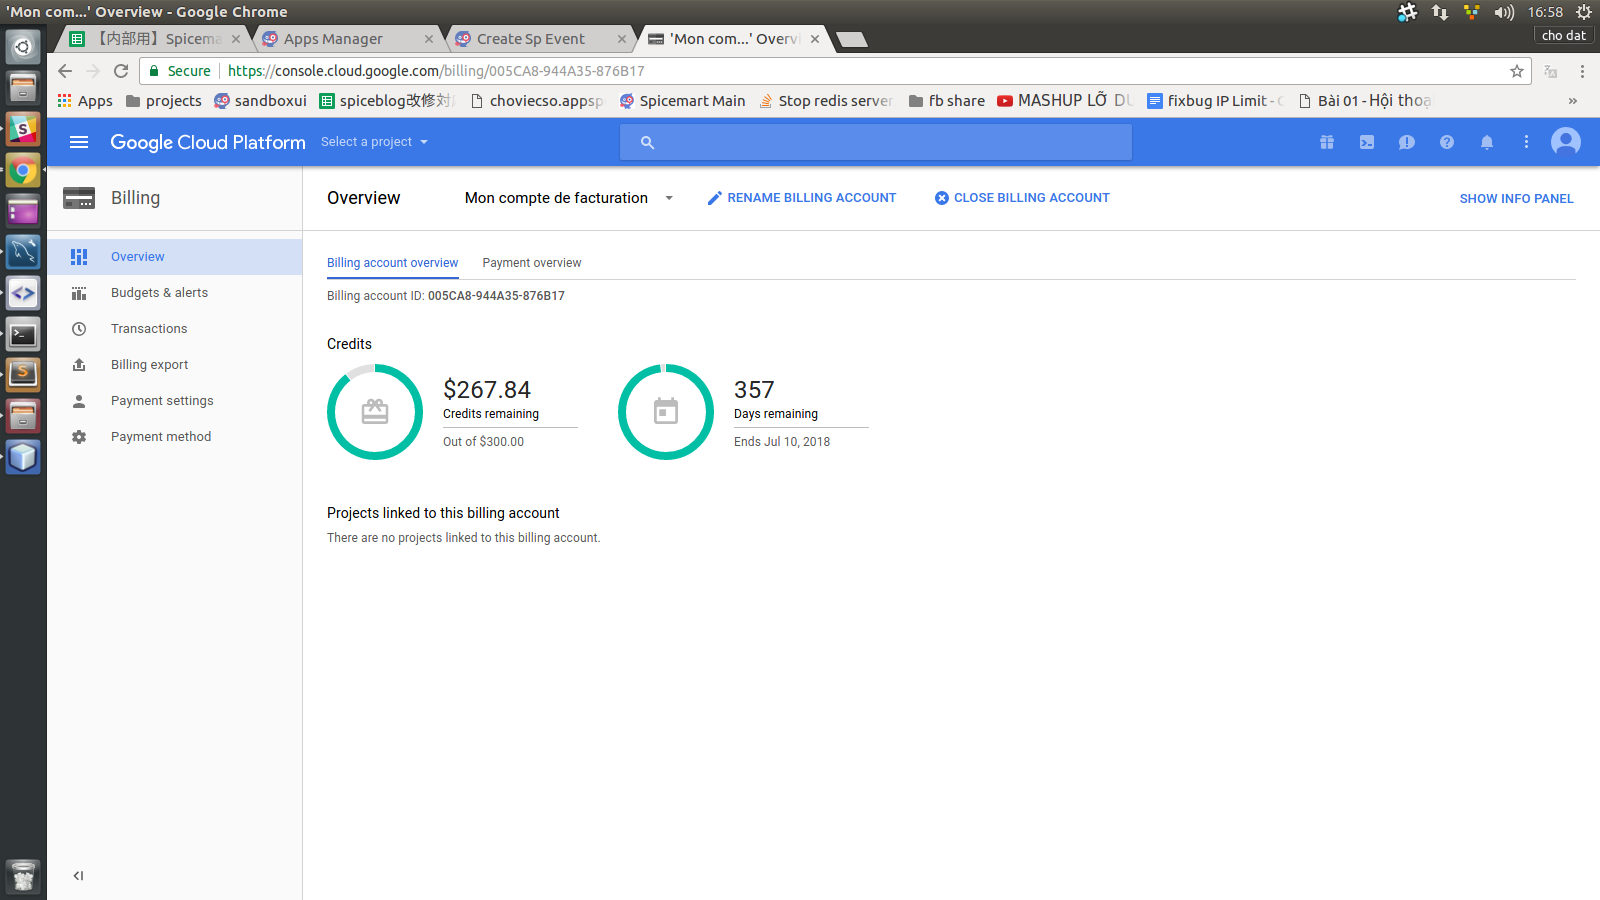 'Mon com...' Overview - Google Chrome
16:58
cho dat
【内部用】Spicema
Apps Manager
Create Sp Event
'Mon com...' Overvi
Secure
https://console.cloud.google.com/billing/005CA8-944A35-876B17
Apps
projects
sandboxui
spiceblog改修対
choviecso.appsp
Spicemart Main
Stop redis server
fb share
MASHUP LỠ DU
fixbug IP Limit -
Bài 01 - Hội thoạ
»
Google Cloud Platform
Select a project
Billing
Overview
Mon compte de facturation
RENAME BILLING ACCOUNT
CLOSE BILLING ACCOUNT
SHOW INFO PANEL
Overview
Budgets & alerts
Transactions
Billing export
Payment settings
Payment method
Billing account overview
Payment overview
Billing account ID: 005CA8-944A35-876B17
Credits
$267.84
Credits remaining
Out of $300.00
357
Days remaining
Ends Jul 10, 2018
Projects linked to this billing account
There are no projects linked to this billing account.